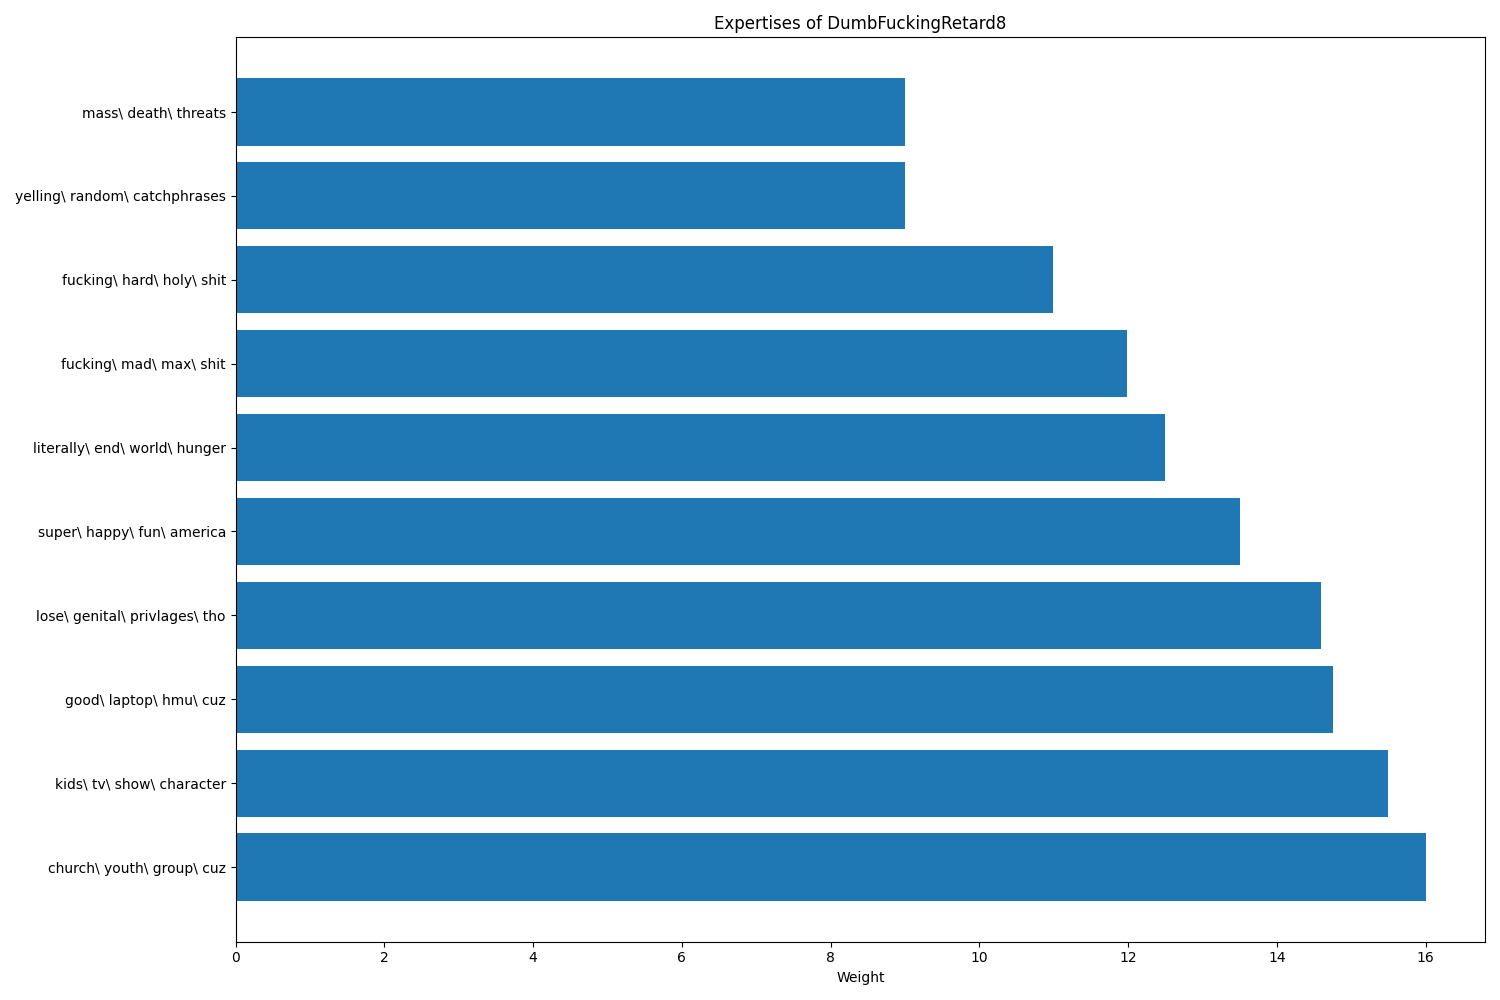 Expertises of DumbFuckingRetard8
mass\ death\ threats
yelling\ random\ catchphrases
fucking\ hard\ holy\ shit
fucking\ mad\ max\ shit
literally\ end\ world\ hunger
super\ happy\ fun\ america
lose\ genital\ privlages\ tho
good\ laptop\ hmu\ cuz
kids\ tv\ show\ character
church\ youth\ group\ cuz
0 2 4 6 8 10 12 14 16
Weight